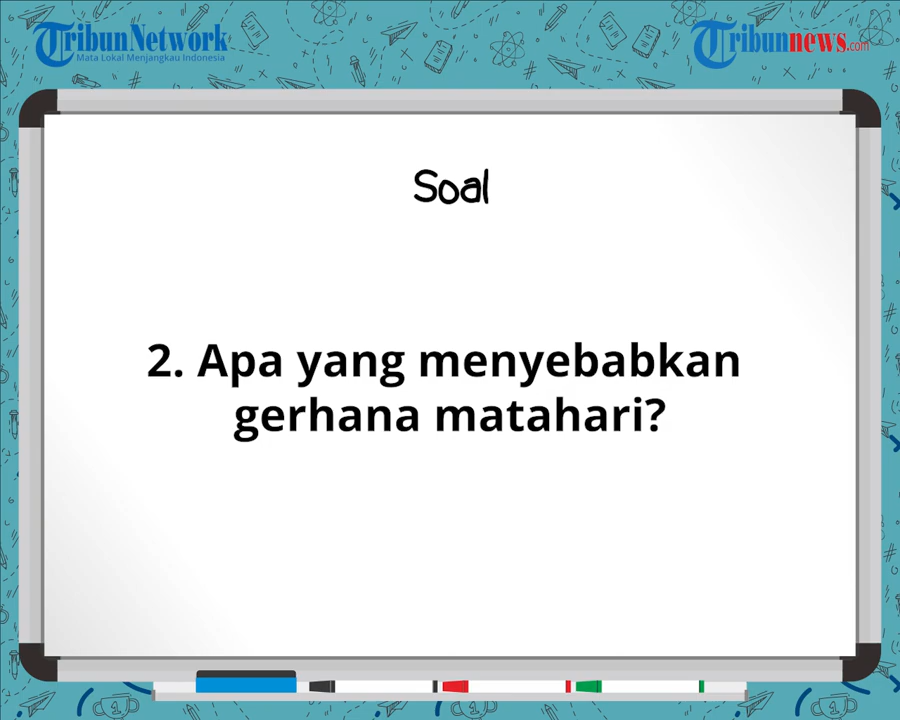 TribunNetwork
Mata Lokal Menjangkau Indonesia
Tribunnews.com
Soal
2. Apa yang menyebabkan
gerhana matahari?